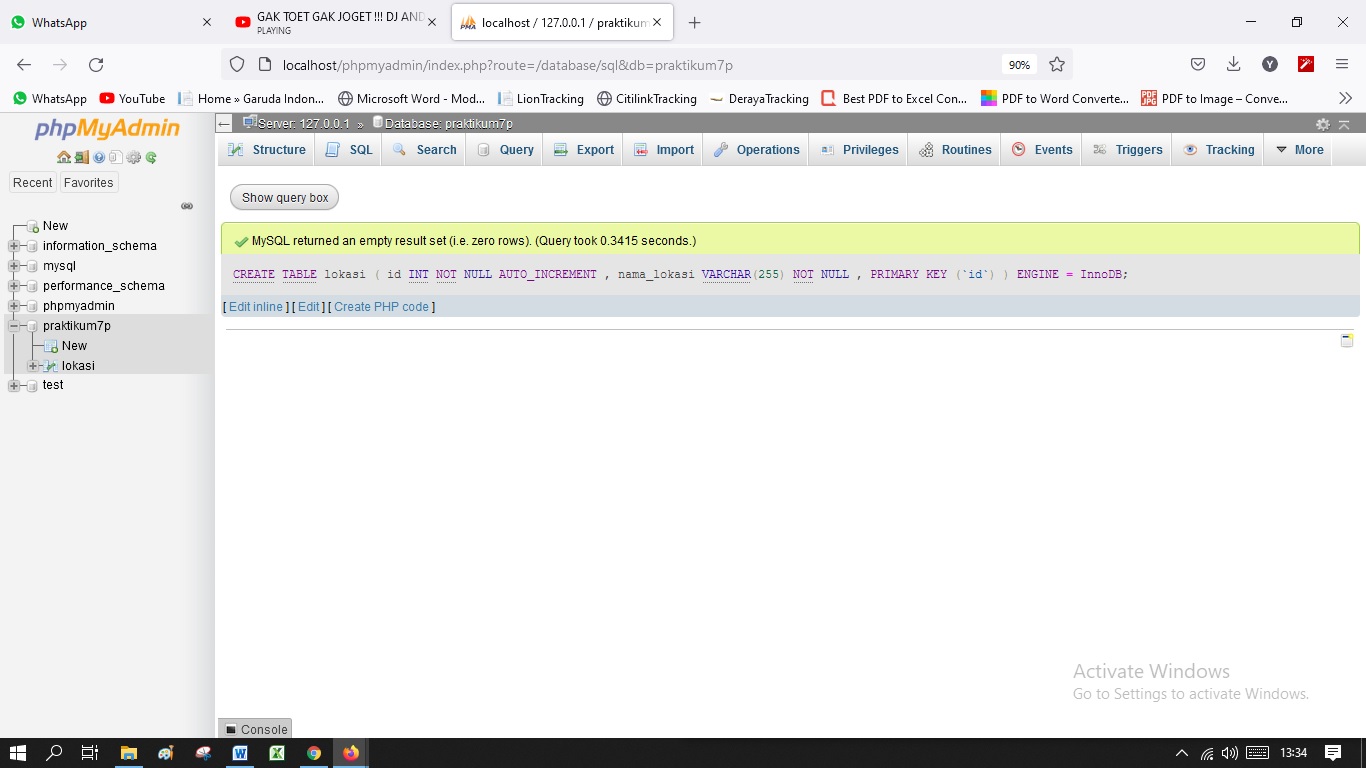 WhatsApp
GAK TOET GAK JOGET !!! DJ AND
PLAYING
localhost / 127.0.0.1 / praktikum
localhost/phpmyadmin/index.php?route=/database/sql&db=praktikum7p
90%
Y
WhatsApp
YouTube
Home » Garuda Indon...
Microsoft Word - Mod...
LionTracking
CitilinkTracking
DerayaTracking
Best PDF to Excel Con...
PDF to Word Converte...
PDF to Image – Conve...
phpMyAdmin
Recent
Favorites
New
information_schema
mysql
performance_schema
phpmyadmin
praktikum7p
New
lokasi
test
Server: 127.0.0.1 » Database: praktikum7p
Structure
SQL
Search
Query
Export
Import
Operations
Privileges
Routines
Events
Triggers
Tracking
More
Show query box
MySQL returned an empty result set (i.e. zero rows). (Query took 0.3415 seconds.)
CREATE TABLE lokasi ( id INT NOT NULL AUTO_INCREMENT , nama_lokasi VARCHAR(255) NOT NULL , PRIMARY KEY (`id`) ) ENGINE = InnoDB;
[ Edit inline ] [ Edit ] [ Create PHP code ]
Activate Windows
Go to Settings to activate Windows.
Console
13:34